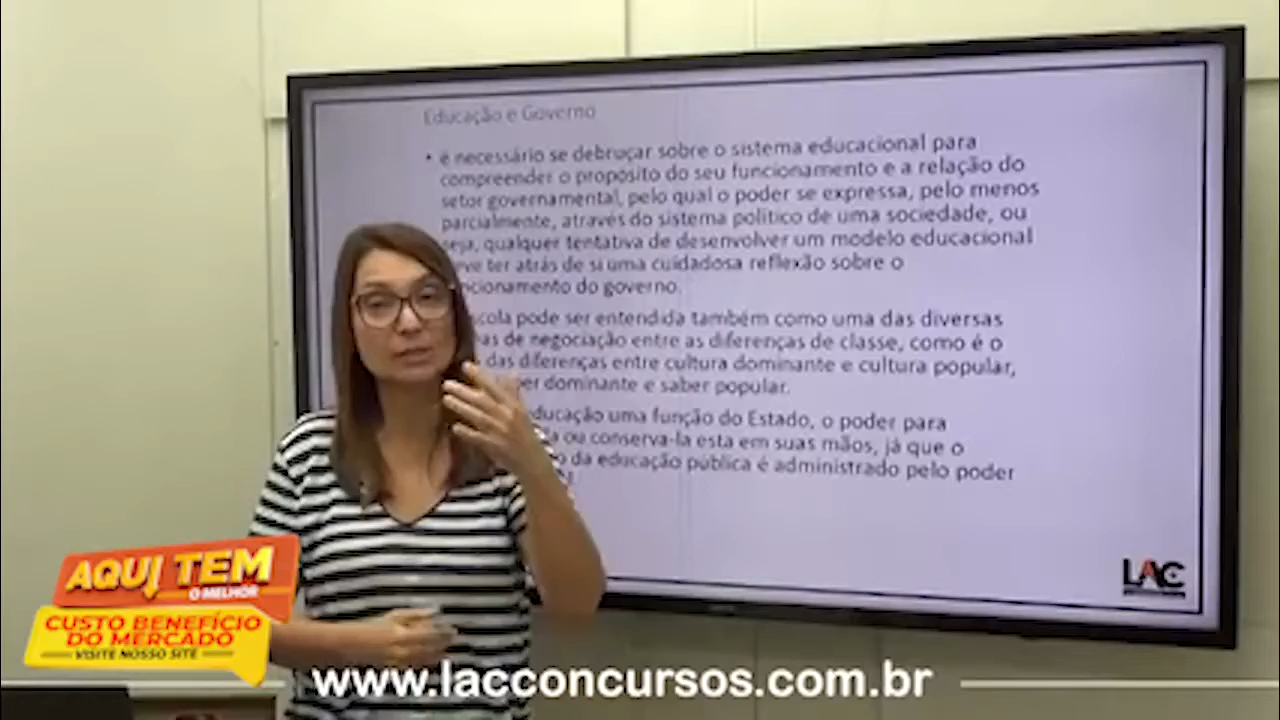 Educação e Governo
• é necessário se debruçar sobre o sistema educacional para
compreender o propósito do seu funcionamento e a relação do
setor governamental, pelo qual o poder se expressa, pelo menos
parcialmente, através do sistema político de uma sociedade, ou
seja, qualquer tentativa de desenvolver um modelo educacional
ter atrás de si uma cuidadosa reflexão sobre o
do governo.
pode ser entendida também como uma das diversas
de negociação entre as diferenças de classe, como é o
das diferenças entre cultura dominante e cultura popular,
dominante e saber popular.
educação uma função do Estado, o poder para
ou conserva-la esta em suas mãos, já que o
da educação pública é administrado pelo poder
LAC
AQUI TEM
O MELHOR
CUSTO BENEFÍCIO
DO MERCADO
VISITE NOSSO SITE
www.lacconcursos.com.br